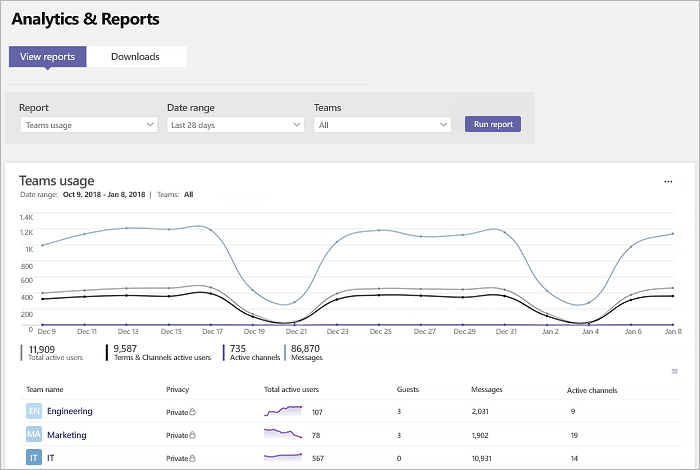 Analytics & Reports
View reports Downloads
Report Date range Teams
Teams usage Last 28 days All Run report
Teams usage ...
Date range: Oct 9. 2018 - Jan 8, 2018 | Teams: All
1.4K
1.2K
1K
800
600
400
200
0 Dec 9 Dec 11 Dec 13 Dec 15 Dec 17 Dec 19 Dec 21 Dec 23 Dec 25 Dec 27 Dec 29 Dec 31 Jan 2 Jan 4 Jan 6 Jan 8
11,909 9,587 735 86,870
Total active users Terms & Channels active users Active channels Messages
Team name Privacy Total active users Guests Messages Active channels
EN Engineering Private 107 3 2,031 9
MA Marketing Private 78 3 1,902 19
IT IT Private 567 0 10,931 14